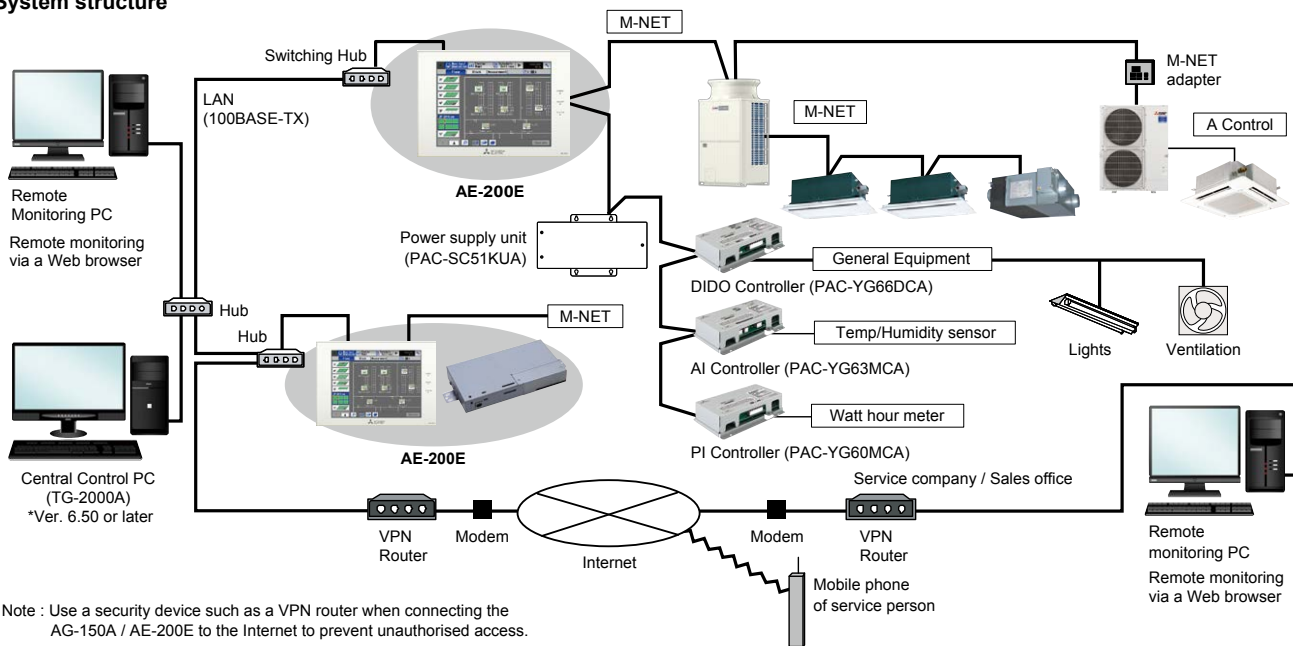 System structure
M-NET
Switching Hub
M-NET
adapter
LAN
(100BASE-TX)
M-NET
A Control
AE-200E
Remote
Monitoring PC
Remote monitoring
via a Web browser
Power supply unit
(PAC-SC51KUA)
General Equipment
DIDO Controller (PAC-YG66DCA)
Hub
Hub
M-NET
Temp/Humidity sensor
Lights
Ventilation
AI Controller (PAC-YG63MCA)
Watt hour meter
AE-200E
PI Controller (PAC-YG60MCA)
Central Control PC
(TG-2000A)
*Ver. 6.50 or later
Service company / Sales office
VPN
Router
Modem
Internet
Modem
VPN
Router
Remote
monitoring PC
Remote monitoring
via a Web browser
Mobile phone
of service person
Note : Use a security device such as a VPN router when connecting the
AG-150A / AE-200E to the Internet to prevent unauthorised access.